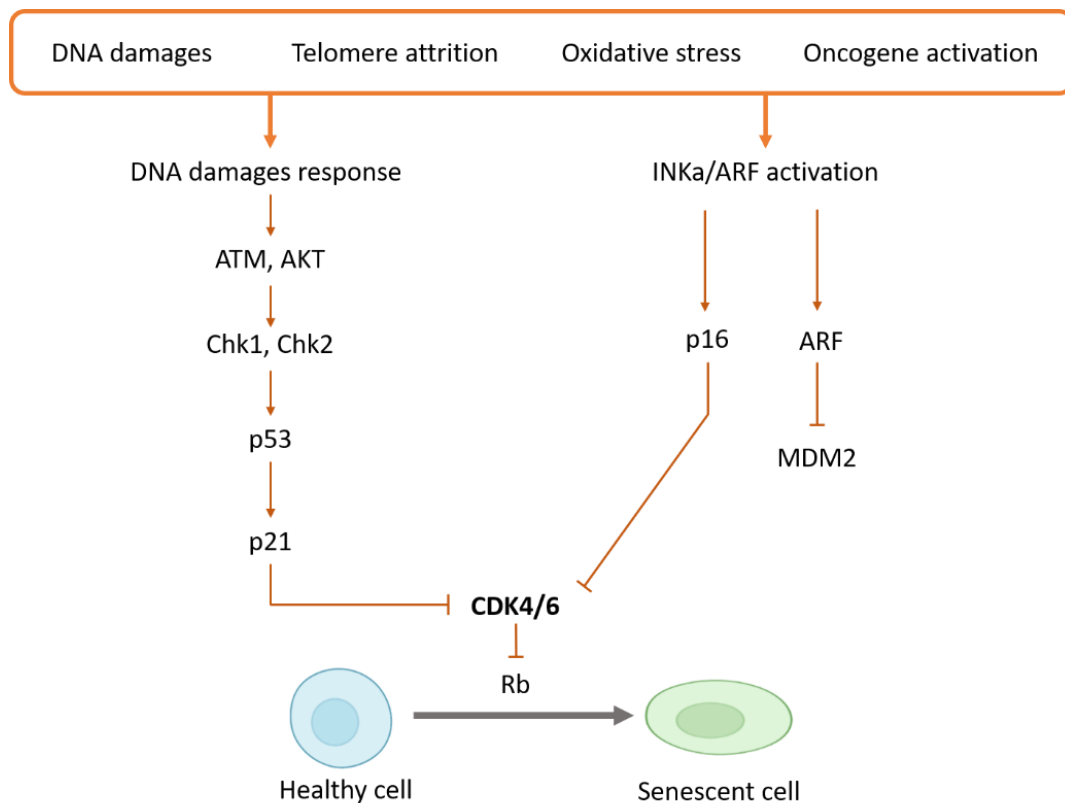 DNA damages Telomere attrition Oxidative stress Oncogene activation
DNA damages response INKa/ARF activation
ATM, AKT
Chk1, Chk2 p16 ARF
p53 MDM2
p21
CDK4/6
Rb
Healthy cell Senescent cell